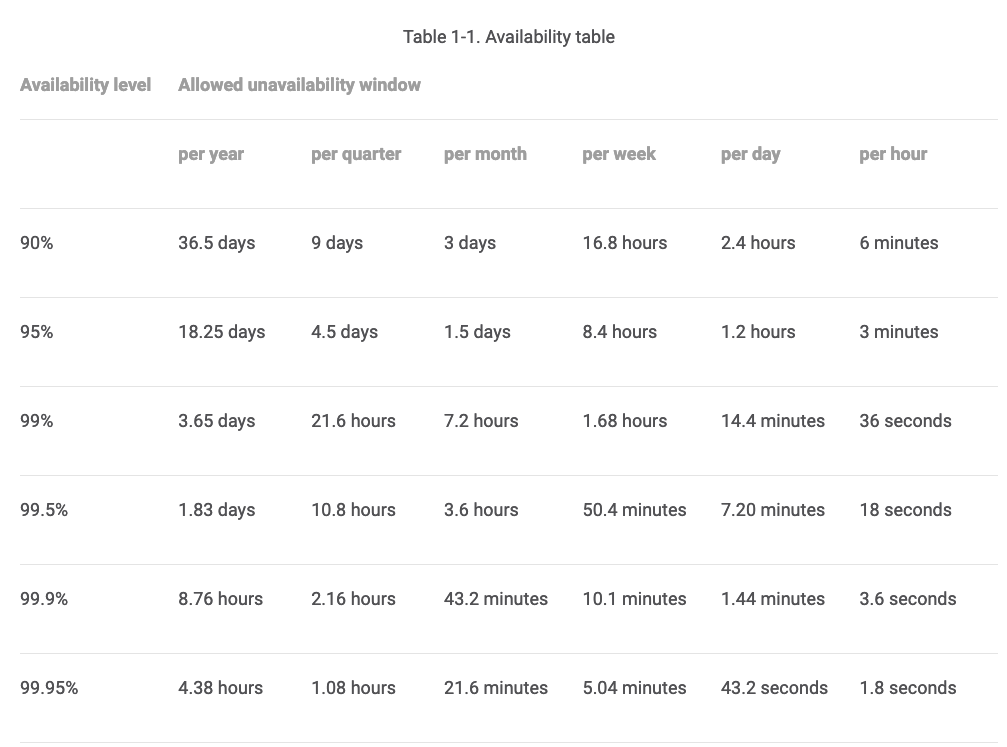 Table 1-1. Availability table
Availability level Allowed unavailability window
per year per quarter per month per week per day per hour
90% 36.5 days 9 days 3 days 16.8 hours 2.4 hours 6 minutes
95% 18.25 days 4.5 days 1.5 days 8.4 hours 1.2 hours 3 minutes
99% 3.65 days 21.6 hours 7.2 hours 1.68 hours 14.4 minutes 36 seconds
99.5% 1.83 days 10.8 hours 3.6 hours 50.4 minutes 7.20 minutes 18 seconds
99.9% 8.76 hours 2.16 hours 43.2 minutes 10.1 minutes 1.44 minutes 3.6 seconds
99.95% 4.38 hours 1.08 hours 21.6 minutes 5.04 minutes 43.2 seconds 1.8 seconds